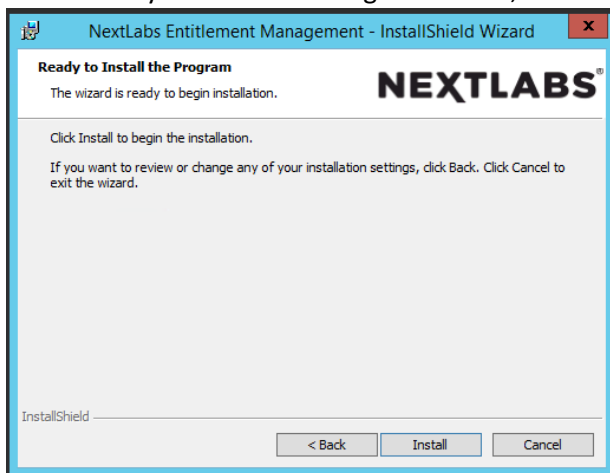 NextLabs Entitlement Management - InstallShield Wizard
x
Ready to Install the Program
The wizard is ready to begin installation.
NEXTLABS®
Click Install to begin the installation.
If you want to review or change any of your installation settings, click Back. Click Cancel to
exit the wizard.
InstallShield
< Back
Install
Cancel